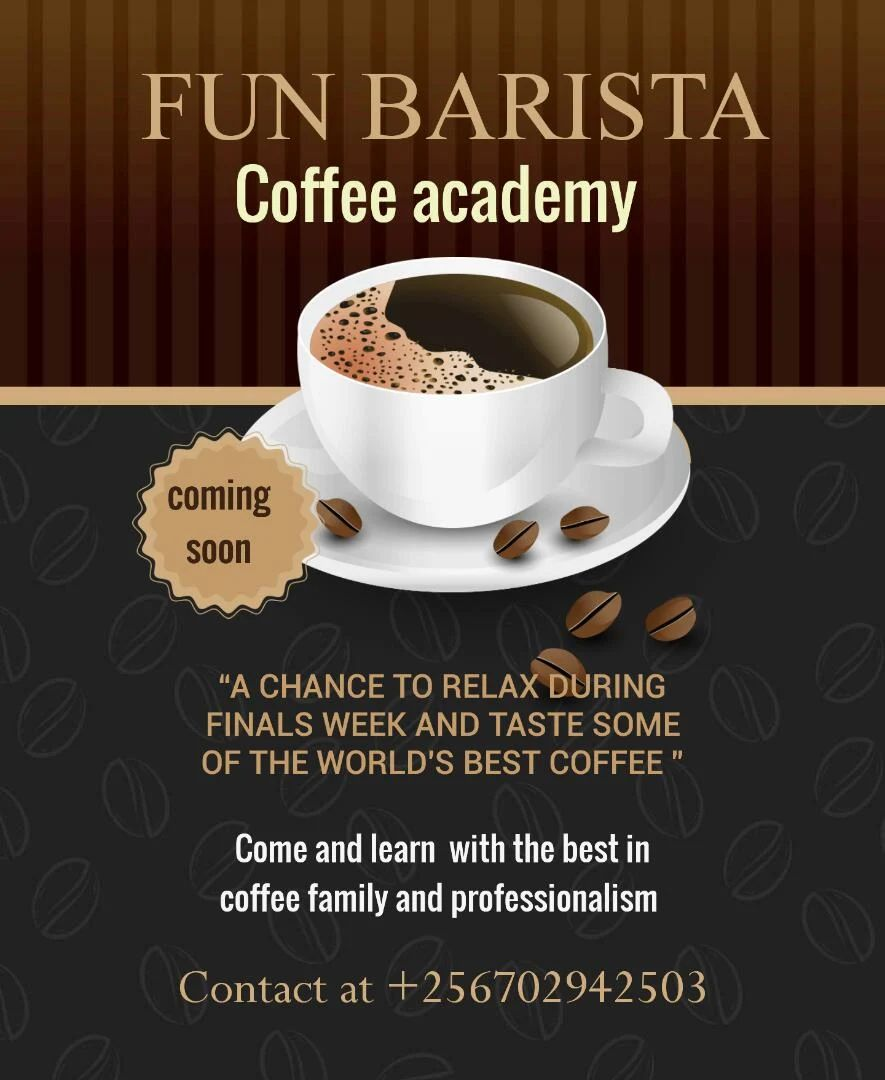 FUN BARISTA
Coffee academy
coming
soon
“A CHANCE TO RELAX DURING
FINALS WEEK AND TASTE SOME
OF THE WORLD'S BEST COFFEE ”
Come and learn with the best in
coffee family and professionalism
Contact at +256702942503